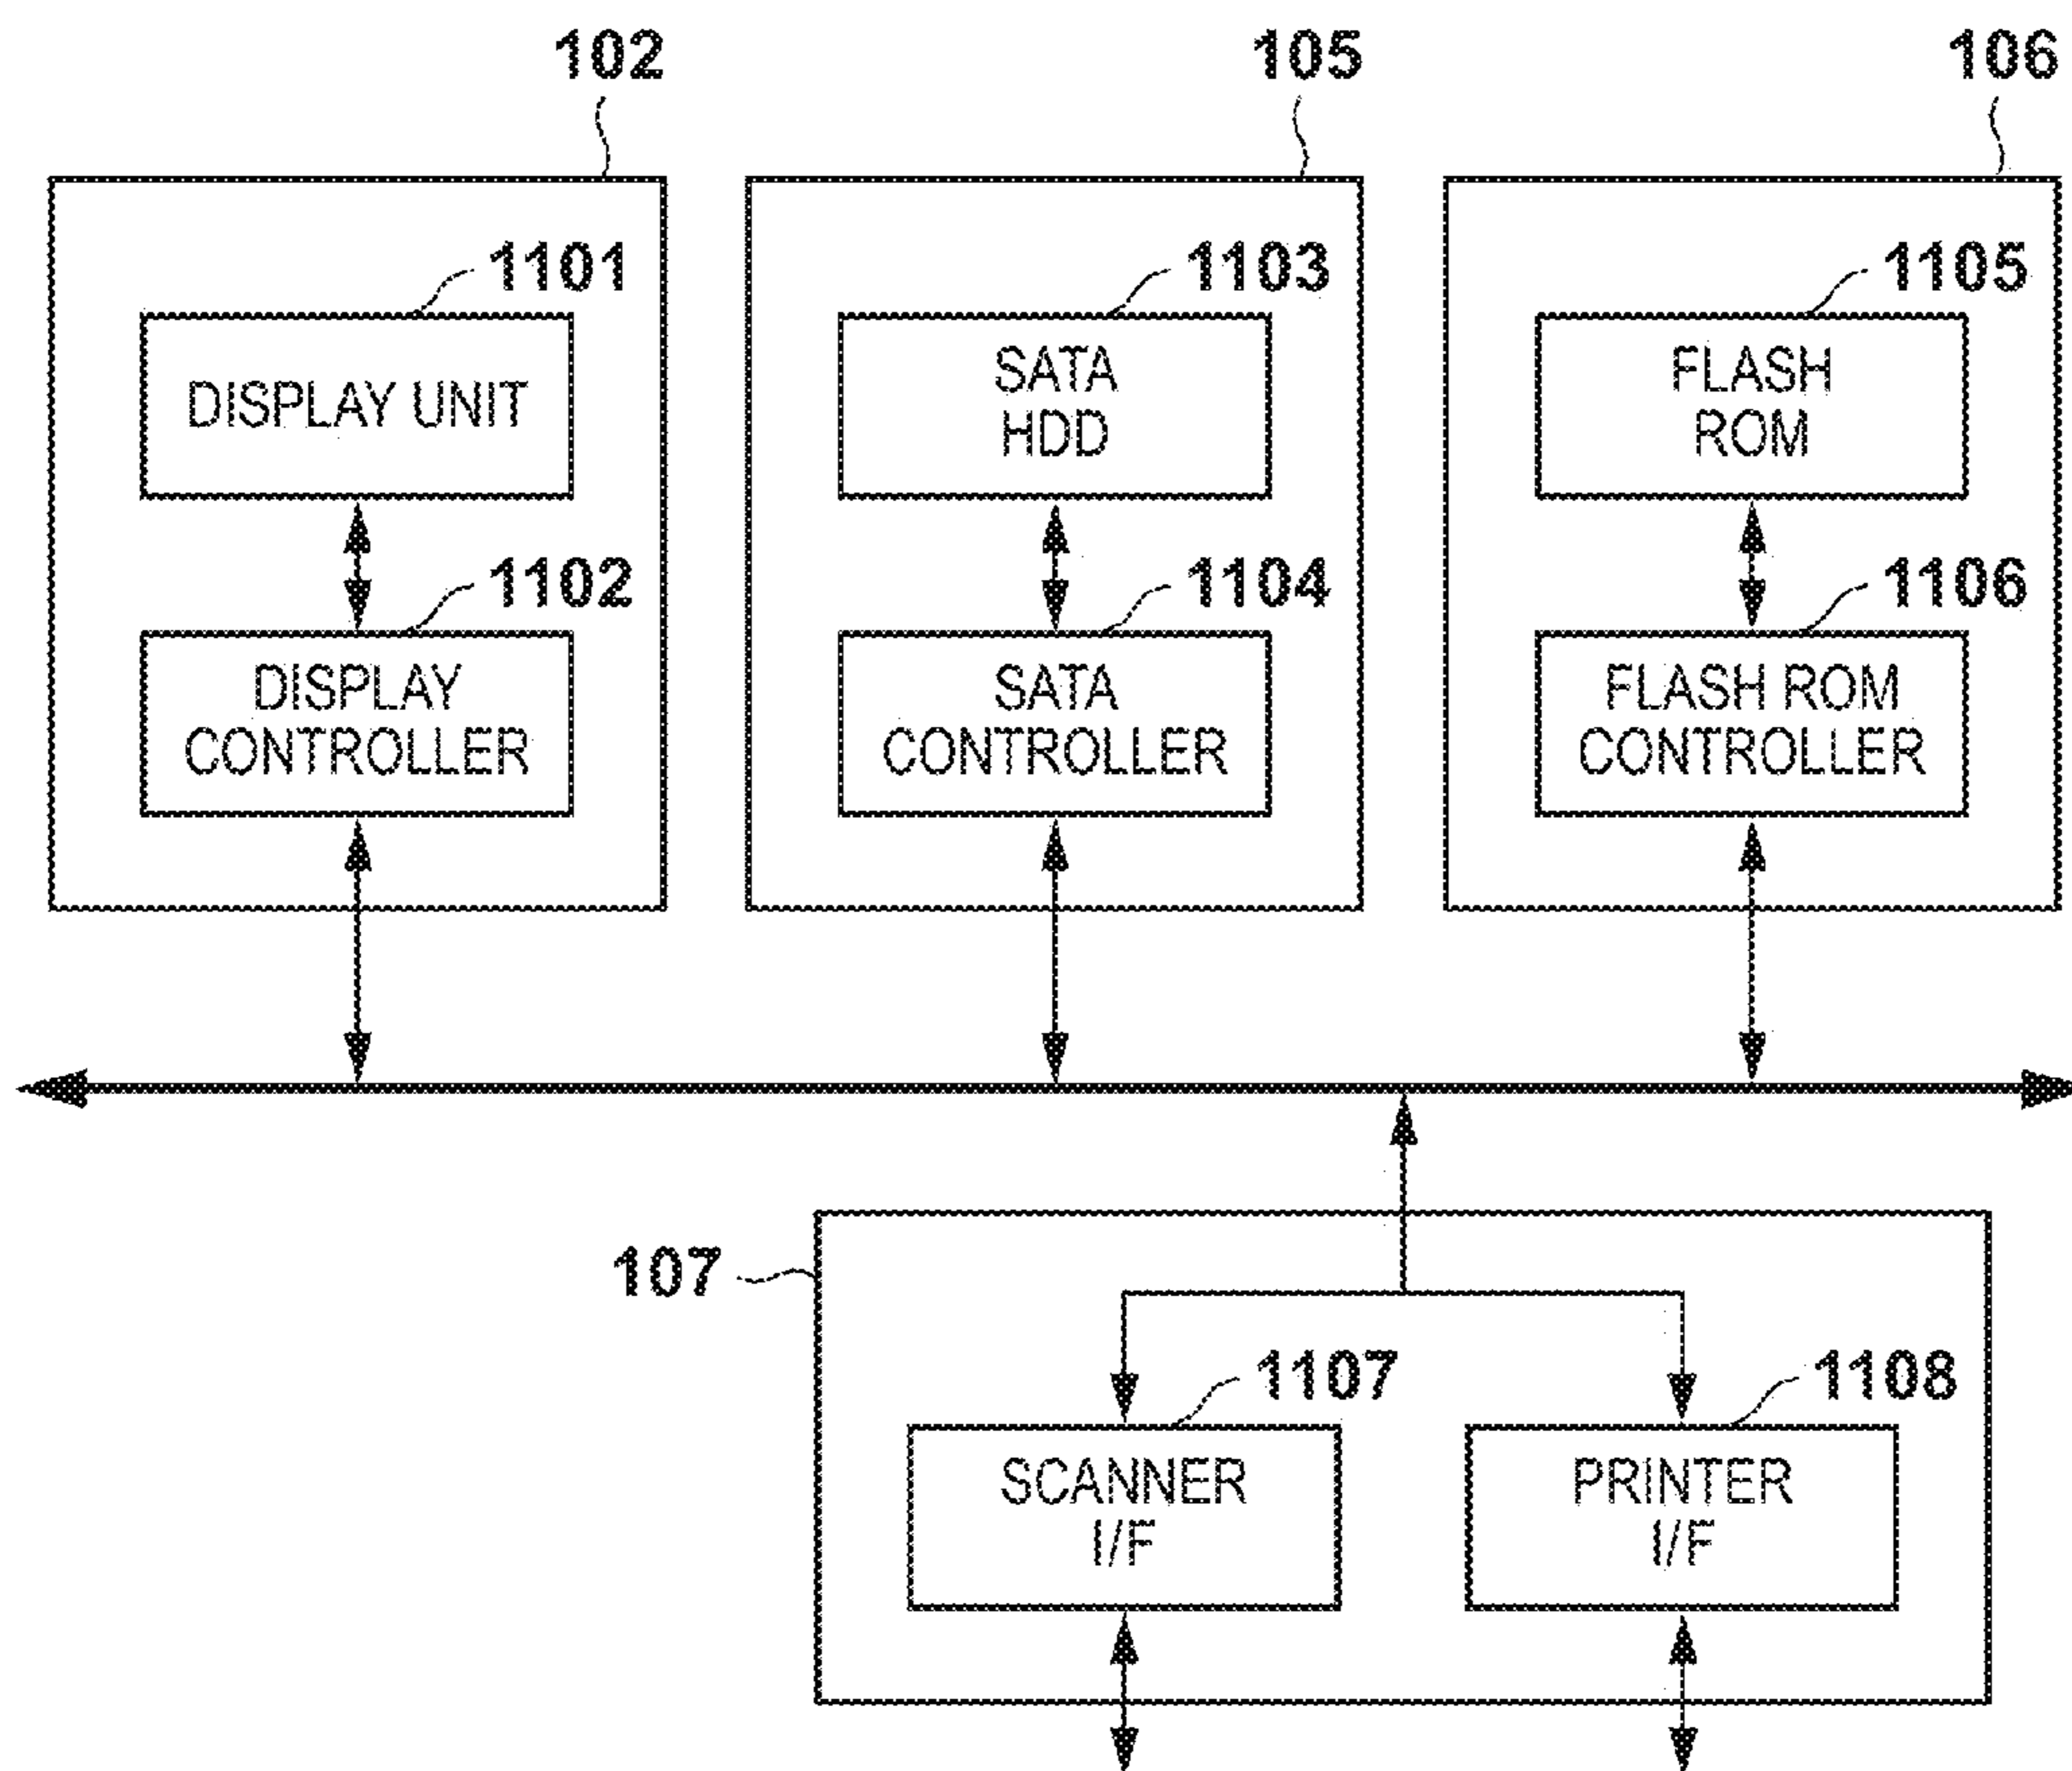 102
105
106
1101
1103
1105
DISPLAY UNIT
SATA
HDD
FLASH
ROM
1102
1104
1106
DISPLAY
CONTROLLER
SATA
CONTROLLER
FLASH ROM
CONTROLLER
107
1107
1108
SCANNER
I/F
PRINTER
I/F